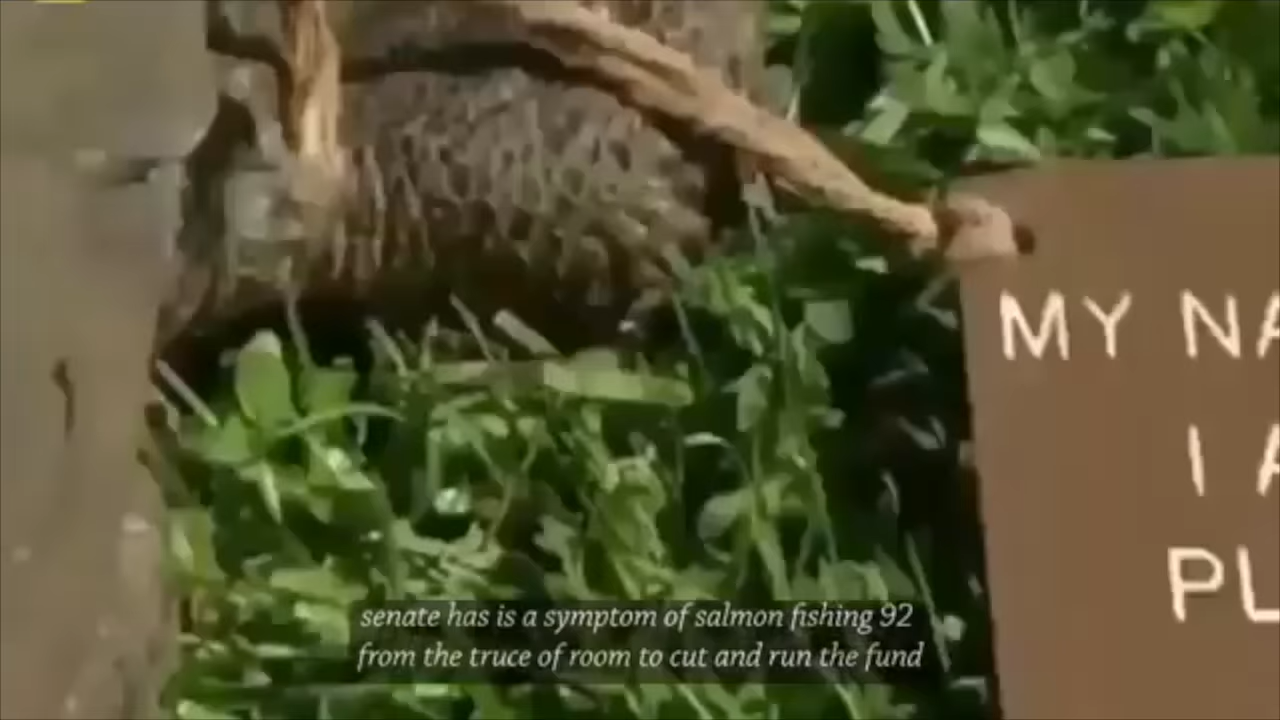 MY NA
I A
PL
senate has is a symptom of salmon fishing 92
from the truce of room to cut and run the fund